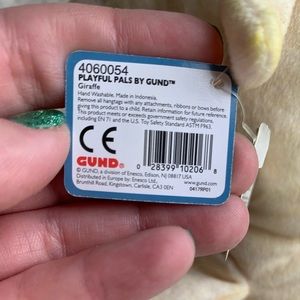 4060054
PLAYFUL PALS BY GUND™
Giraffe
Hand Washable. Made in Indonesia.
Remove all hangtags with any attachments, ribbons or bows before
giving this product to a child. Retain information for future reference.
This product meets or exceeds government safety regulations,
including EN 71 and the U.S. Toy Safety Standard ASTM F963.
CE
GUND®
0 28399 10206 8
© GUND, a division of Enesco, Edison, NJ 08817 USA
www.gund.com
Distributed in Europe by: Enesco Ltd.,
Brunthill Road, Kingstown, Carlisle, CA3 0EN
0417RP01